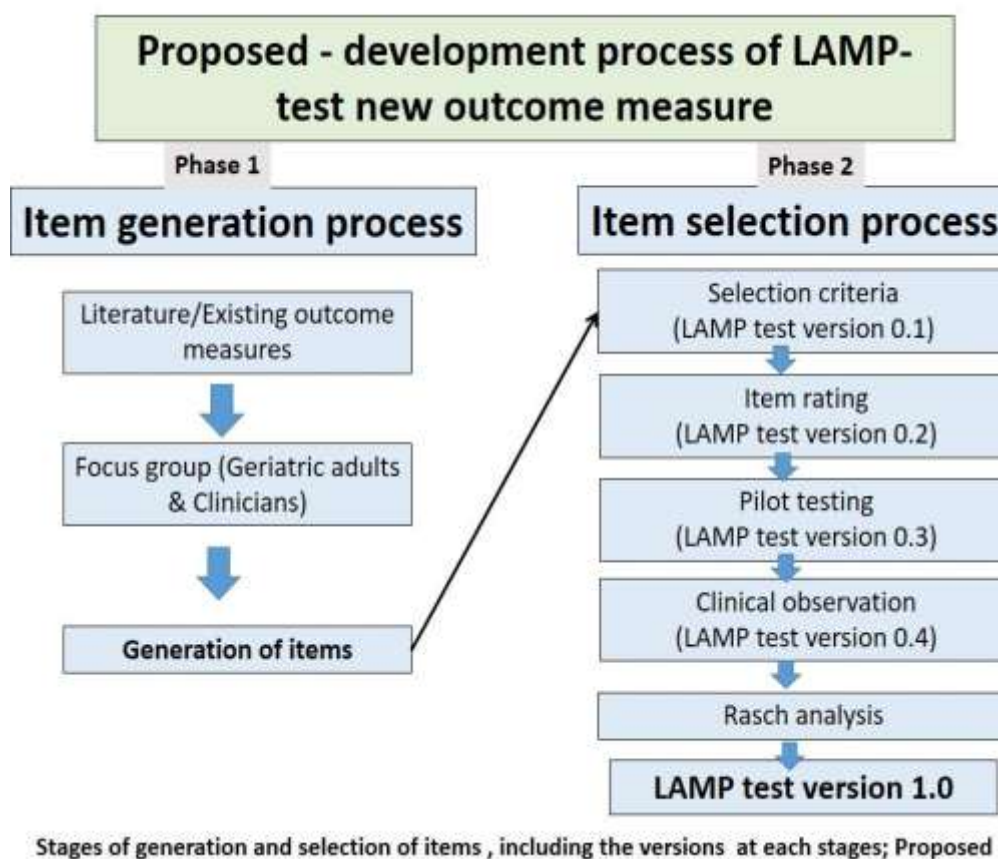 Proposed - development process of LAMP-
test new outcome measure
Phase 1
Item generation process
Literature/Existing outcome
measures
Focus group (Geriatric adults
& Clinicians)
Generation of items
Phase 2
Item selection process
Selection criteria
(LAMP test version 0.1)
Item rating
(LAMP test version 0.2)
Pilot testing
(LAMP test version 0.3)
Clinical observation
(LAMP test version 0.4)
Rasch analysis
LAMP test version 1.0
Stages of generation and selection of items , including the versions at each stages; Proposed